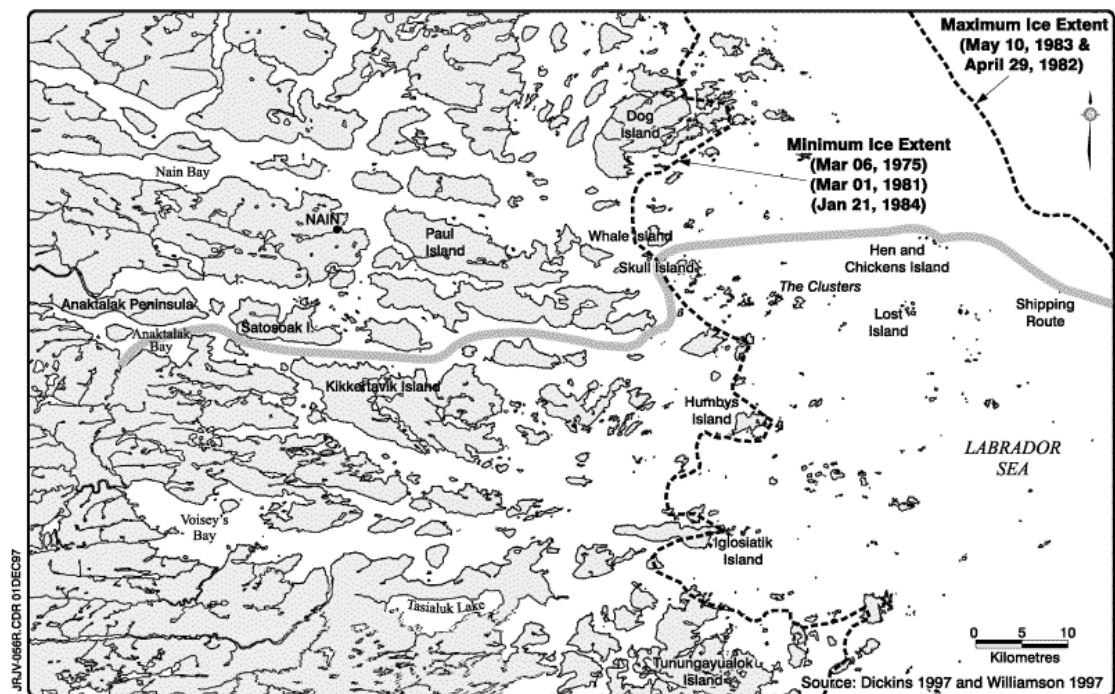 Maximum Ice Extent
(May 10, 1983 &
April 29, 1982)
Dog
Island
Minimum Ice Extent
(Mar 06, 1975)
(Mar 01, 1981)
(Jan 21, 1984)
Nain Bay
NAIN
Paul
Island
Whale Island
Skull Island
Hen and
Chickens Island
The Clusters
Shipping
Route
Lost
Island
Anaktalak Peninsula
Satosoak I.
Anaktalak
Bay
Kikkertavik Island
Humbys
Island
LABRADOR
SEA
Voisey's
Bay
Iglosiatik
Island
Tasialuk Lake
Tunungayualok
Island
0 5 10
Kilometres
Source: Dickins 1997 and Williamson 1997
JRJV-056R.CDR 01DEC97